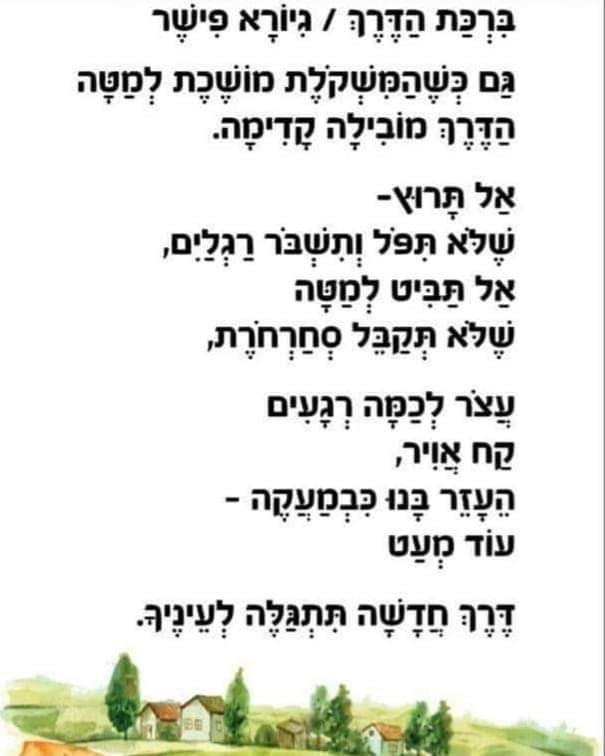 בִּרְכַּת הַדֶּרֶךְ / גִּיוֹרָא פִישֶׁר
גַּם כְּשֶׁהַמִּשְׁקֹלֶת מוֹשֶׁכֶת לְמַטָּה
הַדֶּרֶךְ מוֹבִילָה קָדִימָה.
אַל תָּרוּץ-
שֶׁלֹּא תִּפֹּל וְתִשְׁבֹּר רַגְלַיִם,
אַל תַּבִּיט לְמַטָּה
שֶׁלֹּא תְּקַבֵּל סְחַרְחֹרֶת,
עֲצֹר לְכַמָּה רְגָעִים
קַח אֲוִיר,
הֵעָזֵר בָּנוּ כִּבְמַעֲקֶה -
עוֹד מְעַט
דֶּרֶךְ חֲדָשָׁה תִּתְגַּלֶּה לְעֵינֶיךָ.